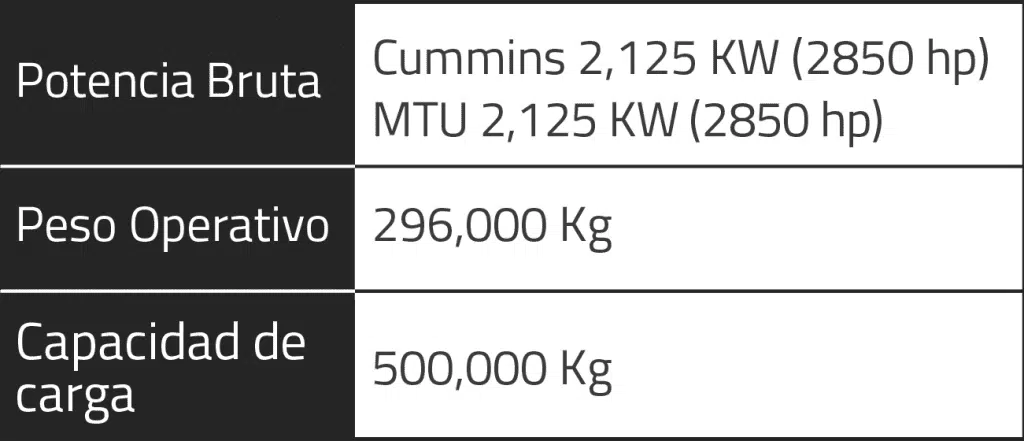 Potencia Bruta
Cummins 2,125 KW (2850 hp)
MTU 2,125 KW (2850 hp)
Peso Operativo
296,000 Kg
Capacidad de
carga
500,000 Kg